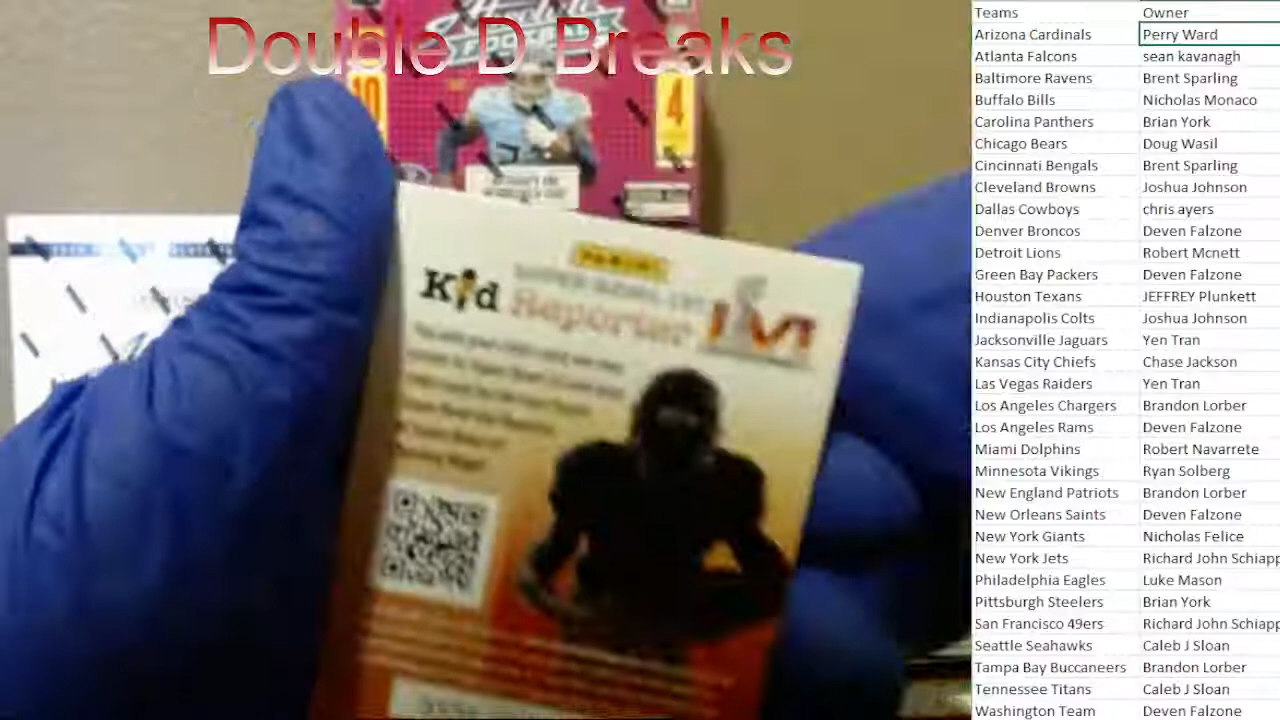 Double D Breaks
Absolute
FOOTBALL
10
4
PANINI
Kid
Reporter
LVI
Teams Owner
Arizona Cardinals Perry Ward
Atlanta Falcons sean kavanagh
Baltimore Ravens Brent Sparling
Buffalo Bills Nicholas Monaco
Carolina Panthers Brian York
Chicago Bears Doug Wasil
Cincinnati Bengals Brent Sparling
Cleveland Browns Joshua Johnson
Dallas Cowboys chris ayers
Denver Broncos Deven Falzone
Detroit Lions Robert Mcnett
Green Bay Packers Deven Falzone
Houston Texans JEFFREY Plunkett
Indianapolis Colts Joshua Johnson
Jacksonville Jaguars Yen Tran
Kansas City Chiefs Chase Jackson
Las Vegas Raiders Yen Tran
Los Angeles Chargers Brandon Lorber
Los Angeles Rams Deven Falzone
Miami Dolphins Robert Navarrete
Minnesota Vikings Ryan Solberg
New England Patriots Brandon Lorber
New Orleans Saints Deven Falzone
New York Giants Nicholas Felice
New York Jets Richard John Schiapp
Philadelphia Eagles Luke Mason
Pittsburgh Steelers Brian York
San Francisco 49ers Richard John Schiapp
Seattle Seahawks Caleb J Sloan
Tampa Bay Buccaneers Brandon Lorber
Tennessee Titans Caleb J Sloan
Washington Team Deven Falzone